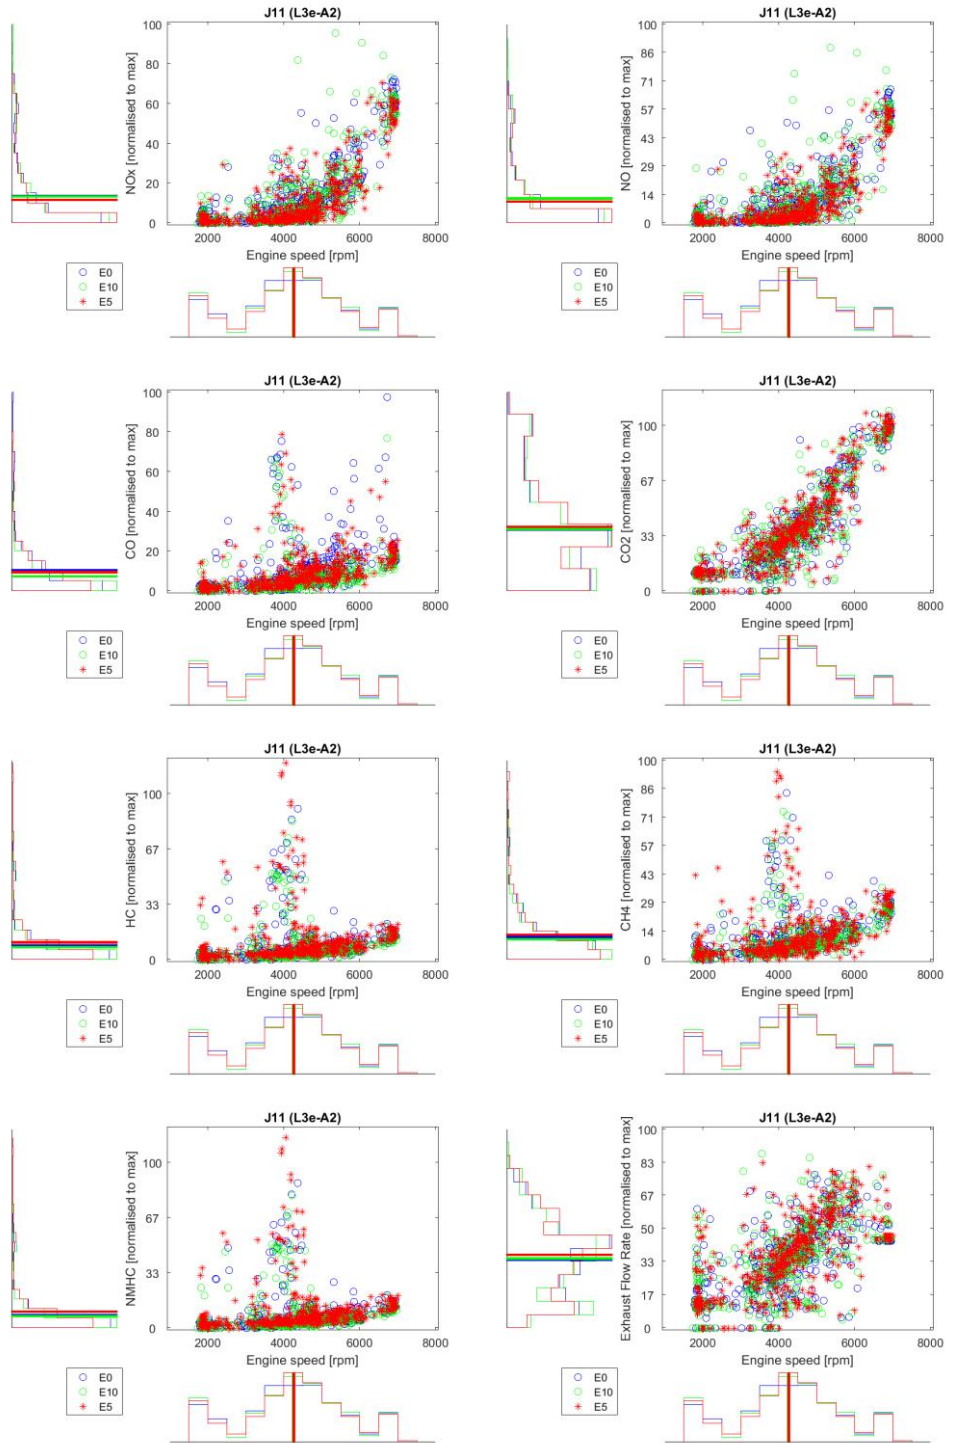 J11 (L3e-A2)
NOx [normalised to max]
100
80
60
40
20
0
2000 4000 6000 8000
Engine speed [rpm]
E0
E10
E5
J11 (L3e-A2)
NO [normalised to max]
100
86
71
57
43
29
14
0
2000 4000 6000 8000
Engine speed [rpm]
E0
E10
E5
J11 (L3e-A2)
CO [normalised to max]
100
80
60
40
20
0
2000 4000 6000 8000
Engine speed [rpm]
E0
E10
E5
J11 (L3e-A2)
CO2 [normalised to max]
100
67
33
0
2000 4000 6000 8000
Engine speed [rpm]
E0
E10
E5
J11 (L3e-A2)
HC [normalised to max]
100
67
33
0
2000 4000 6000 8000
Engine speed [rpm]
E0
E10
E5
J11 (L3e-A2)
CH4 [normalised to max]
100
86
71
57
43
29
14
0
2000 4000 6000 8000
Engine speed [rpm]
E0
E10
E5
J11 (L3e-A2)
NMHC [normalised to max]
100
67
33
0
2000 4000 6000 8000
Engine speed [rpm]
E0
E10
E5
J11 (L3e-A2)
Exhaust Flow Rate [normalised to max]
100
83
67
50
33
17
0
2000 4000 6000 8000
Engine speed [rpm]
E0
E10
E5